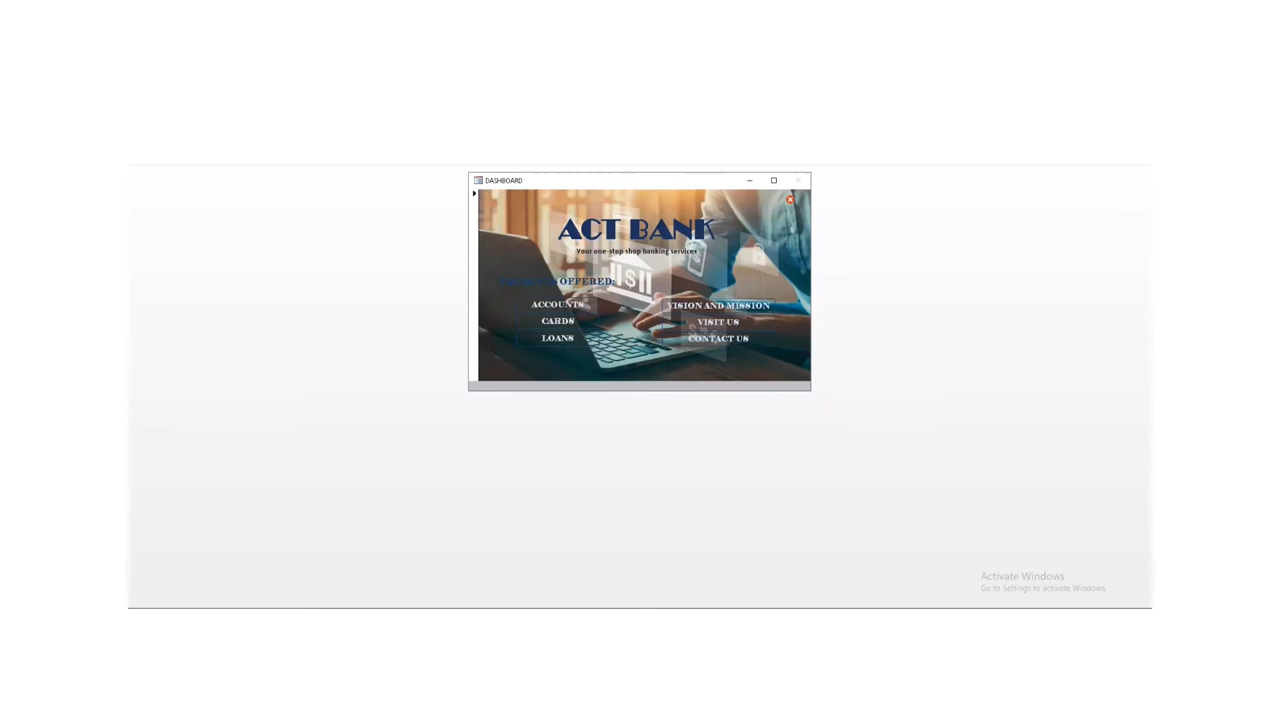 DASHBOARD
ACT BANK
Your one-stop shop banking services
OFFERED:
ACCOUNTS
CARDS
LOANS
VISION AND MISSION
VISIT US
CONTACT US
Activate Windows
Go to Settings to activate Windows.